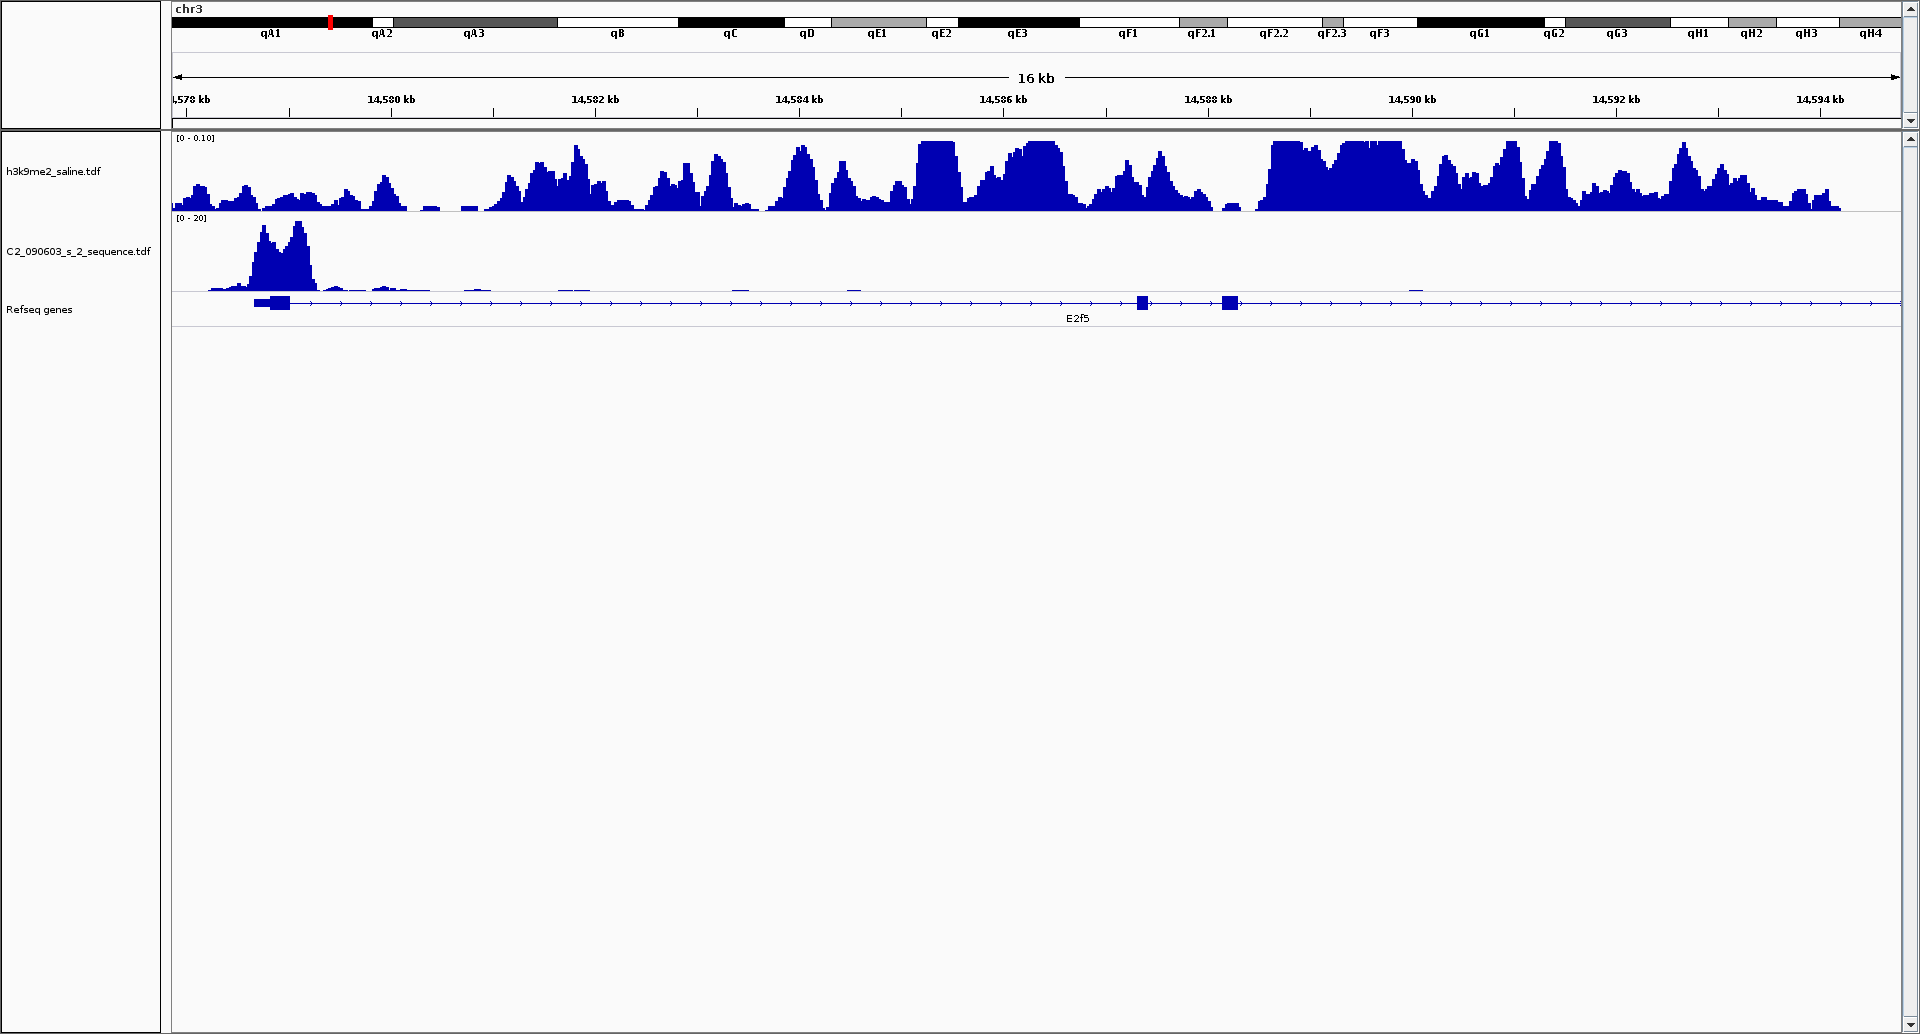 chr3
qA1 qA2 qA3 qB qC qD qE1 qE2 qE3 qF1 qF2.1 qF2.2 qF2.3 qF3 qG1 qG2 qG3 qH1 qH2 qH3 qH4
16 kb
4,578 kb 14,580 kb 14,582 kb 14,584 kb 14,586 kb 14,588 kb 14,590 kb 14,592 kb 14,594 kb
[0 - 0.10]
h3k9me2_saline.tdf
[0 - 20]
C2_090603_s_2_sequence.tdf
Refseq genes
E2f5